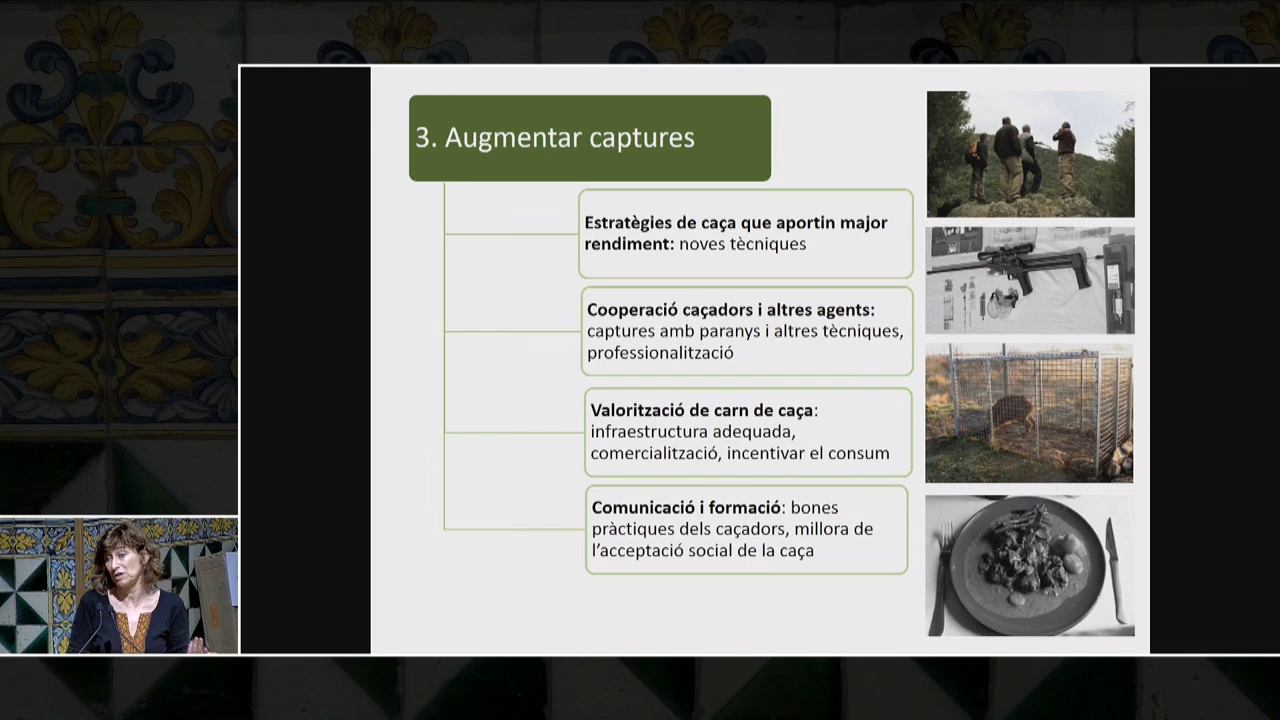 3. Augmentar captures
Estratègies de caça que aportin major
rendiment: noves tècniques
Cooperació caçadors i altres agents:
captures amb paranys i altres tècniques,
professionalització
Valorització de carn de caça:
infraestructura adequada,
comercialització, incentivar el consum
Comunicació i formació: bones
pràctiques dels caçadors, millora de
l’acceptació social de la caça